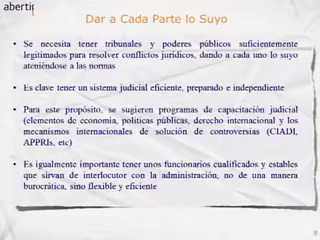 abertis
Dar a Cada Parte lo Suyo
• Se necesita tener tribunales y poderes públicos suficientemente
legitimados para resolver conflictos jurídicos, dando a cada uno lo suyo
ateniéndose a las normas
• Es clave tener un sistema judicial eficiente, preparado e independiente
• Para este propósito, se sugieren programas de capacitación judicial
(elementos de economía, políticas públicas, derecho internacional y los
mecanismos internacionales de solución de controversias (CIADI,
APPRIs, etc)
• Es igualmente importante tener unos funcionarios cualificados y estables
que sirvan de interlocutor con la administración, no de una manera
burocrática, sino flexible y eficiente
8